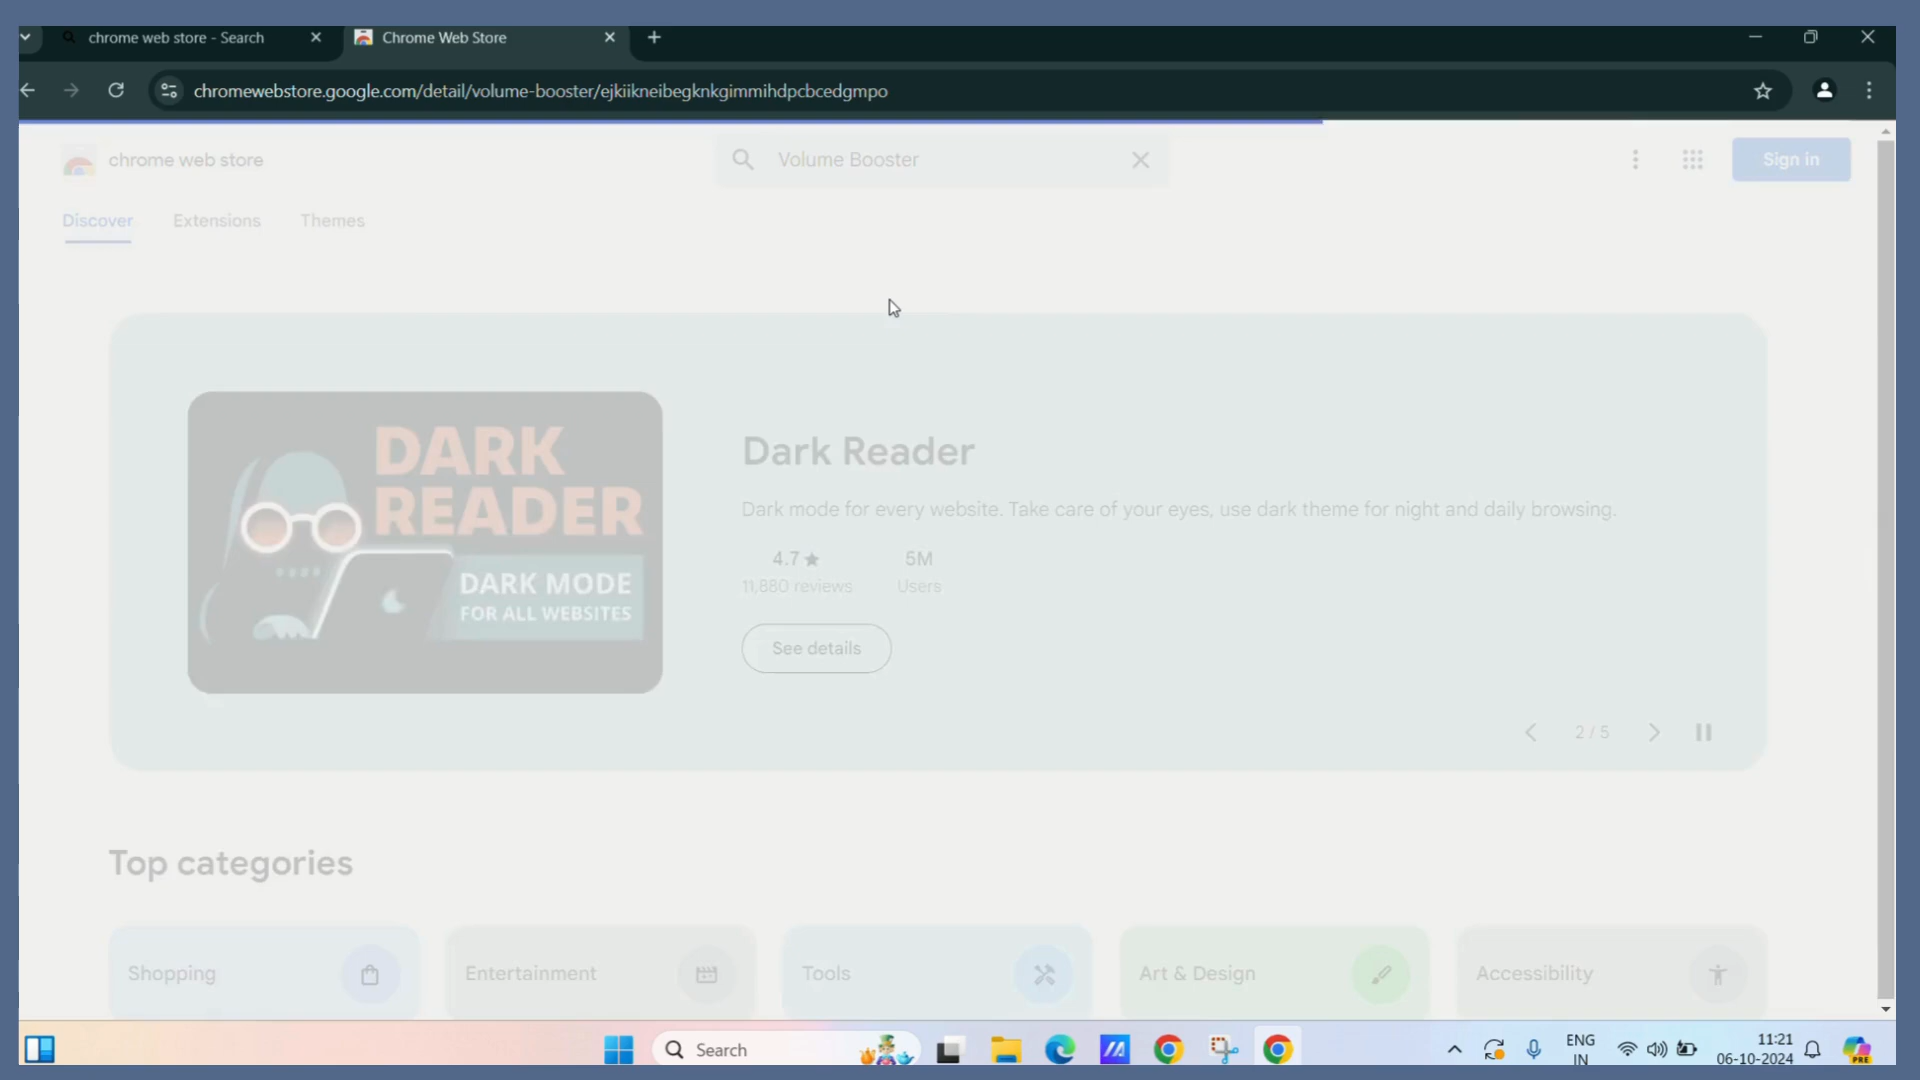 chrome web store - Search
Chrome Web Store
chromewebstore.google.com/detail/volume-booster/ejkiikneibegknkgimmihdpcbcedgmpo
chrome web store
Volume Booster
Sign in
Discover
Extensions
Themes
DARK
READER
DARK MODE
FOR ALL WEBSITES
Dark Reader
Dark mode for every website. Take care of your eyes, use dark theme for night and daily browsing.
4.7★
5M
11,880 reviews
Users
See details
2 / 5
Top categories
Shopping
Entertainment
Tools
Art & Design
Accessibility
Search
ENG
IN
11:21
06-10-2024
PRE